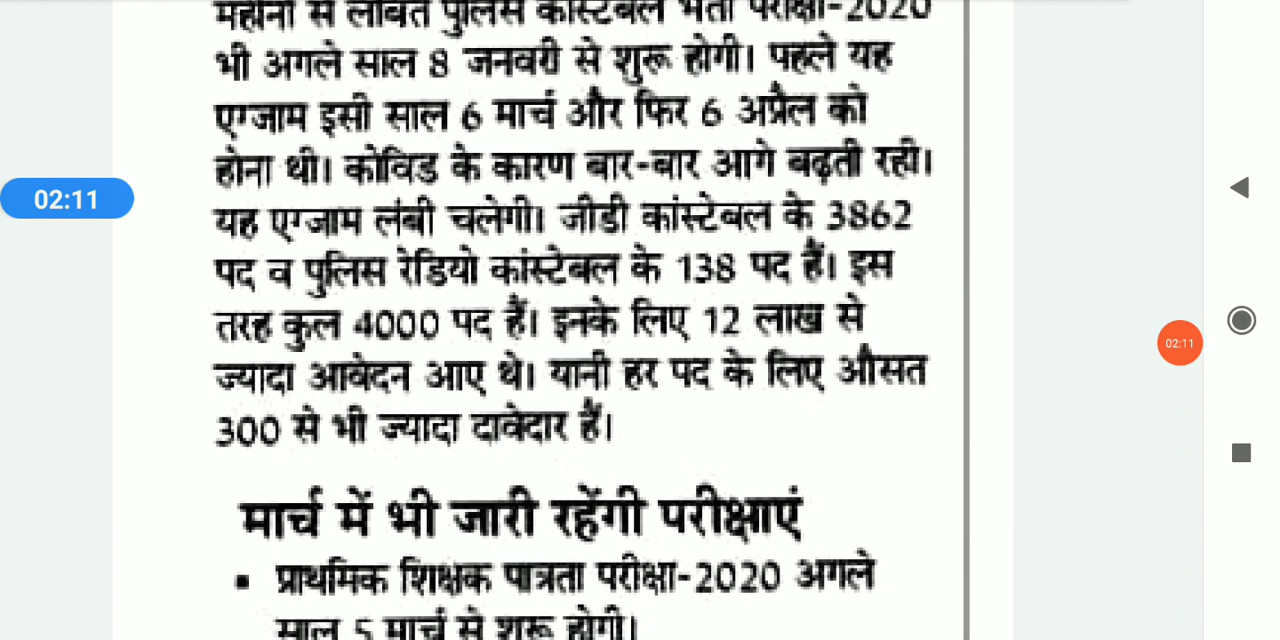 महीनों से लंबित पुलिस कांस्टेबल भर्ती परीक्षा-2020
भी अगले साल 8 जनवरी से शुरू होगी। पहले यह
एग्जाम इसी साल 6 मार्च और फिर 6 अप्रैल को
होना थी। कोविड के कारण बार-बार आगे बढ़ती रही।
यह एग्जाम लंबी चलेगी। जीडी कांस्टेबल के 3862
पद व पुलिस रेडियो कांस्टेबल के 138 पद हैं। इस
तरह कुल 4000 पद हैं। इनके लिए 12 लाख से
ज्यादा आवेदन आए थे। यानी हर पद के लिए औसत
300 से भी ज्यादा दावेदार हैं।
मार्च में भी जारी रहेंगी परीक्षाएं
▪ प्राथमिक शिक्षक पात्रता परीक्षा-2020 अगले
साल 5 मार्च से शुरू होगी।
02:11
02:11